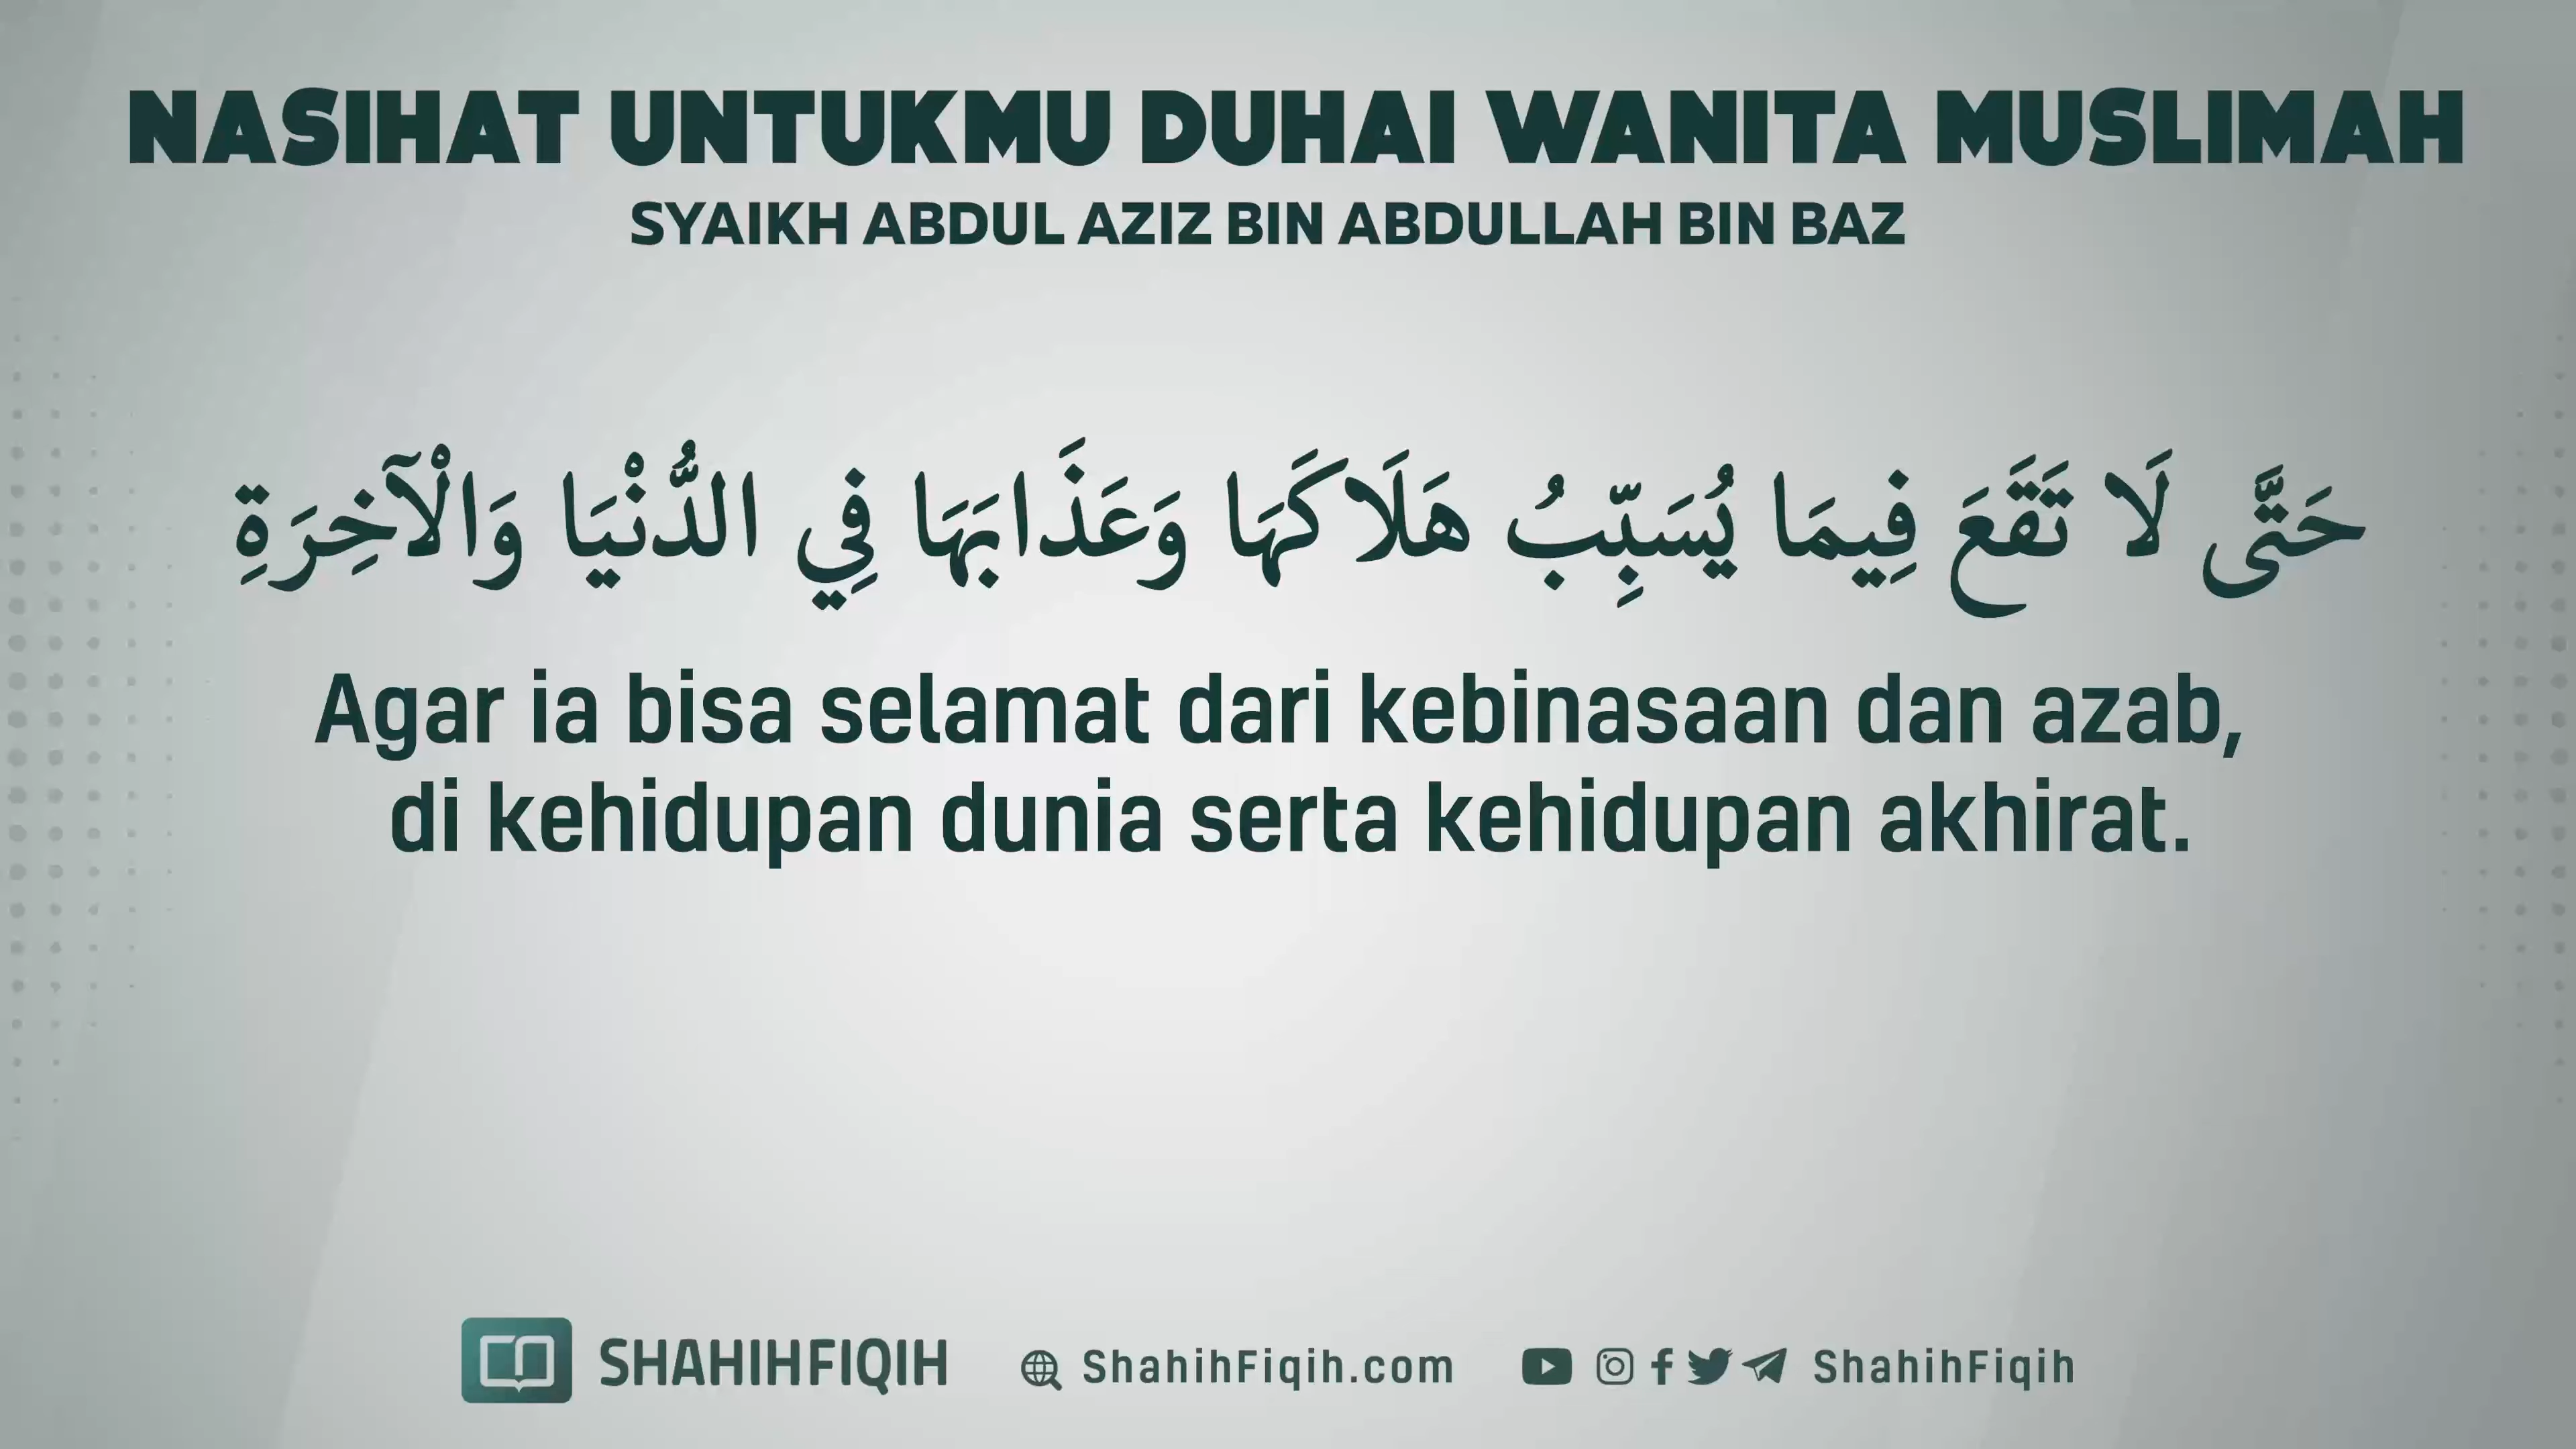 NASIHAT UNTUKMU DUHAI WANITA MUSLIMAH
SYAIKH ABDUL AZIZ BIN ABDULLAH BIN BAZ
حَتَّى لَا تَقَعَ فِيمَا يُسَبِّبُ هَلَاكَهَا وَعَذَابَهَا فِي الدُّنْيَا وَالْآخِرَةِ
Agar ia bisa selamat dari kebinasaan dan azab,
di kehidupan dunia serta kehidupan akhirat.
SHAHIHFIQIH ShahihFiqih.com ShahihFiqih